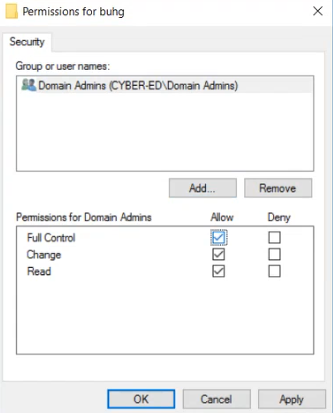 Permissions for buhg
Security
Group or user names:
Domain Admins (CYBER-ED\Domain Admins)
Add... Remove
Permissions for Domain Admins Allow Deny
Full Control
Change
Read
OK Cancel Apply